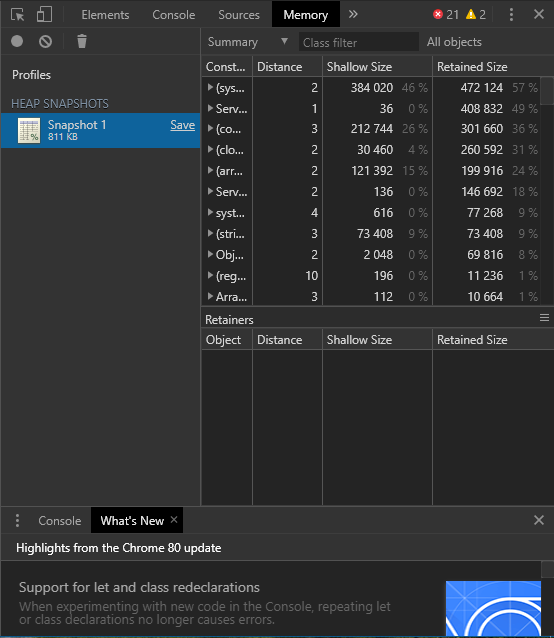 Elements Console Sources Memory » 21 2
Summary ▼ Class filter All objects
Profiles
HEAP SNAPSHOTS
Snapshot 1 Save
811 KB
Const... Distance Shallow Size Retained Size
(sys... 2 384 020 46 % 472 124 57 %
Serv... 1 36 0 % 408 832 49 %
(co... 3 212 744 26 % 301 660 36 %
(clo... 2 30 460 4 % 260 592 31 %
(arr... 2 121 392 15 % 199 916 24 %
Serv... 2 136 0 % 146 692 18 %
syst... 4 616 0 % 77 268 9 %
(stri... 3 73 408 9 % 73 408 9 %
Obj... 2 2 048 0 % 69 816 8 %
(reg... 10 196 0 % 11 236 1 %
Arra... 3 112 0 % 10 664 1 %
Retainers
Object Distance Shallow Size Retained Size
Console What's New ×
Highlights from the Chrome 80 update
Support for let and class redeclarations
When experimenting with new code in the Console, repeating let
or class declarations no longer causes errors.